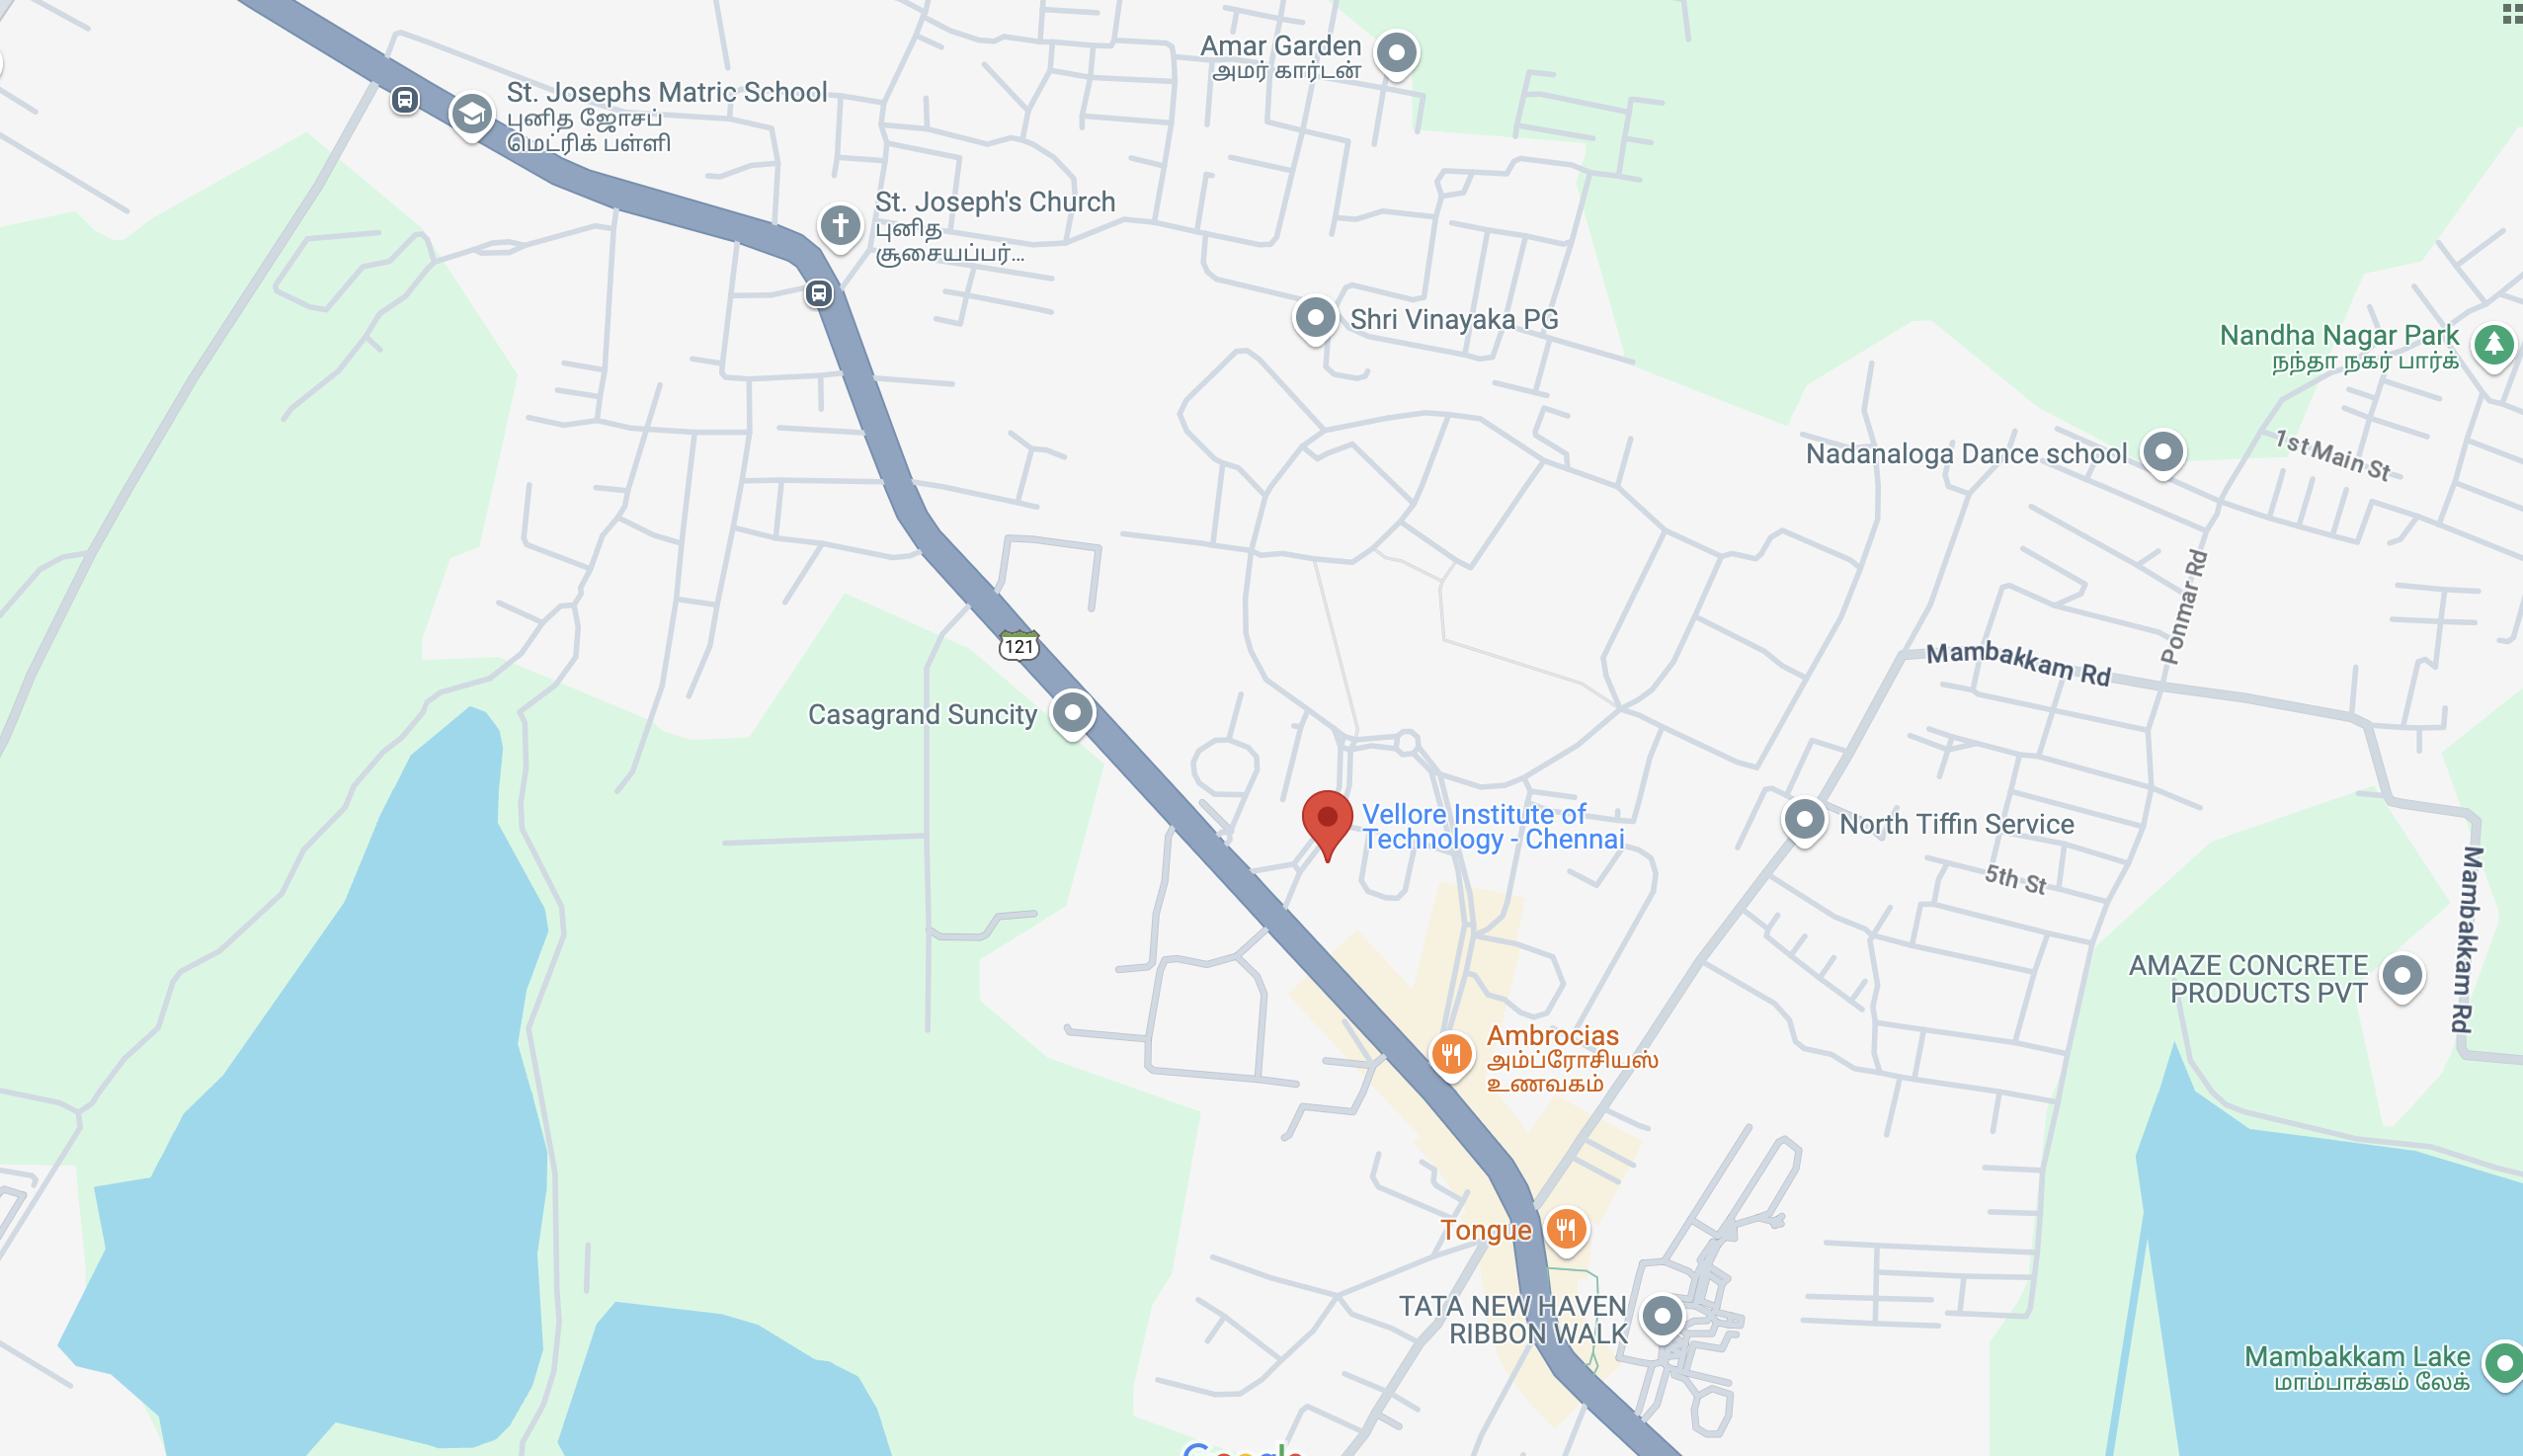 Amar Garden
அமர் கார்டன்
St. Josephs Matric School
புனித ஜோசப்
மெட்ரிக் பள்ளி
St. Joseph's Church
புனித
சூசையப்பர்...
Shri Vinayaka PG
Nandha Nagar Park
நந்தா நகர் பார்க்
Nadanaloga Dance school
1st Main St
Ponmar Rd
121
Mambakkam Rd
Casagrand Suncity
Vellore Institute of
Technology - Chennai
North Tiffin Service
5th St
Mambakkam Rd
AMAZE CONCRETE
PRODUCTS PVT
Ambrocias
அம்ப்ரோசியஸ்
உணவகம்
Tongue
TATA NEW HAVEN
RIBBON WALK
Mambakkam Lake
மாம்பாக்கம் லேக்
Google